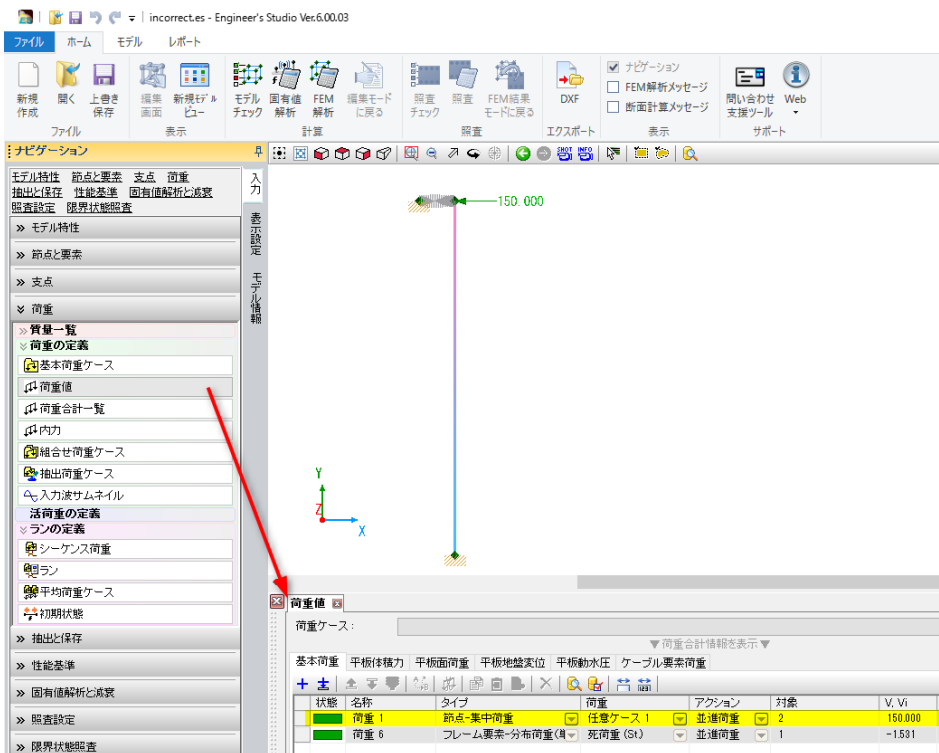 incorrect.es - Engineer's Studio Ver.6.00.03
ファイル ホーム モデル レポート
新規作成 開く 上書き保存 編集画面 新規モデルビュー モデルチェック 固有値解析 FEM解析 編集モードに戻る 照査チェック 照査 FEM結果モードに戻る DXF ナビゲーション 問い合わせ支援ツール Web
FEM解析メッセージ
断面計算メッセージ
ファイル 表示 計算 照査 エクスポート 表示 サポート
ナビゲーション
SHOT INFO
モデル特性 節点と要素 支点 荷重
抽出と保存 性能基準 固有値解析と減衰
照査設定 限界状態照査
入力
表示設定
モデル情報
モデル特性
節点と要素
支点
荷重
質量一覧
荷重の定義
基本荷重ケース
荷重値
荷重合計一覧
内力
組合せ荷重ケース
抽出荷重ケース
入力波サムネイル
活荷重の定義
ランの定義
シーケンス荷重
ラン
平均荷重ケース
初期状態
抽出と保存
性能基準
固有値解析と減衰
照査設定
限界状態照査
150.000
Y
Z
X
荷重値
荷重ケース:
▼荷重合計情報を表示▼
基本荷重 平板体積力 平板面荷重 平板地盤変位 平板動水圧 ケーブル要素荷重
状態 名称 タイプ 荷重 アクション 対象 V, Vi
荷重 1 節点-集中荷重 任意ケース 1 並進荷重 2 150.000
荷重 6 フレーム要素-分布荷重(単 死荷重 (St) 並進荷重 1 -1.531